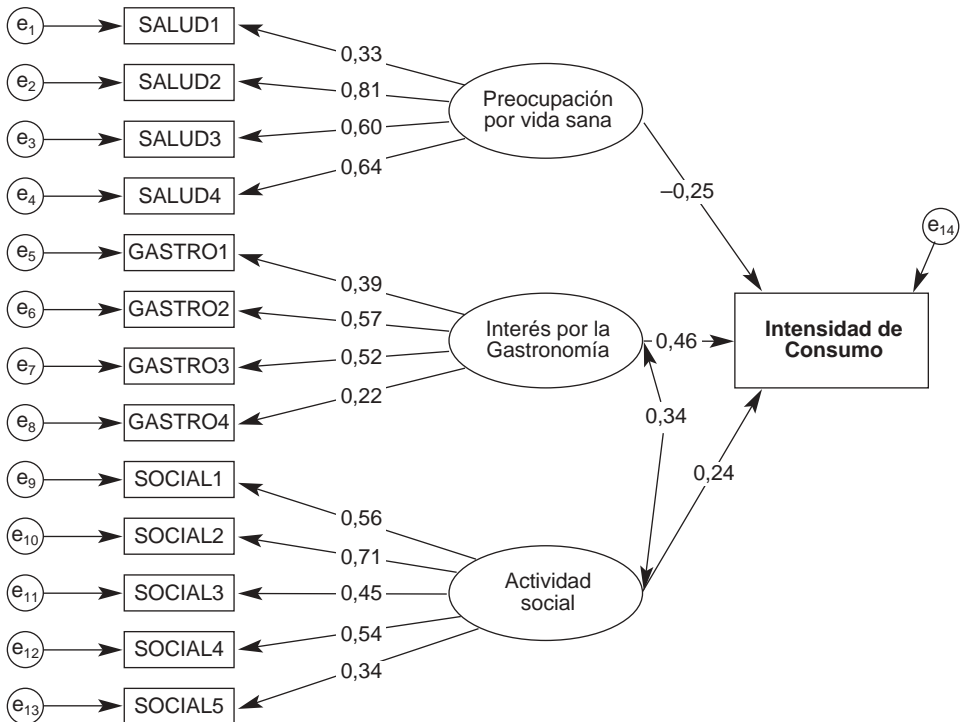 e1
SALUD1
0,33
e2
SALUD2
0,81
Preocupación
por vida sana
e3
SALUD3
0,60
e4
SALUD4
0,64
–0,25
e14
e5
GASTRO1
0,39
e6
GASTRO2
0,57
Interés por la
Gastronomía
0,46
Intensidad de
Consumo
e7
GASTRO3
0,52
e8
GASTRO4
0,22
0,34
e9
SOCIAL1
0,56
0,24
e10
SOCIAL2
0,71
Actividad
social
e11
SOCIAL3
0,45
e12
SOCIAL4
0,54
e13
SOCIAL5
0,34